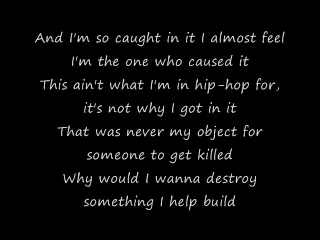 And I'm so caught in it I almost feel
I'm the one who caused it
This ain't what I'm in hip-hop for,
it's not why I got in it
That was never my object for
someone to get killed
Why would I wanna destroy
something I help build